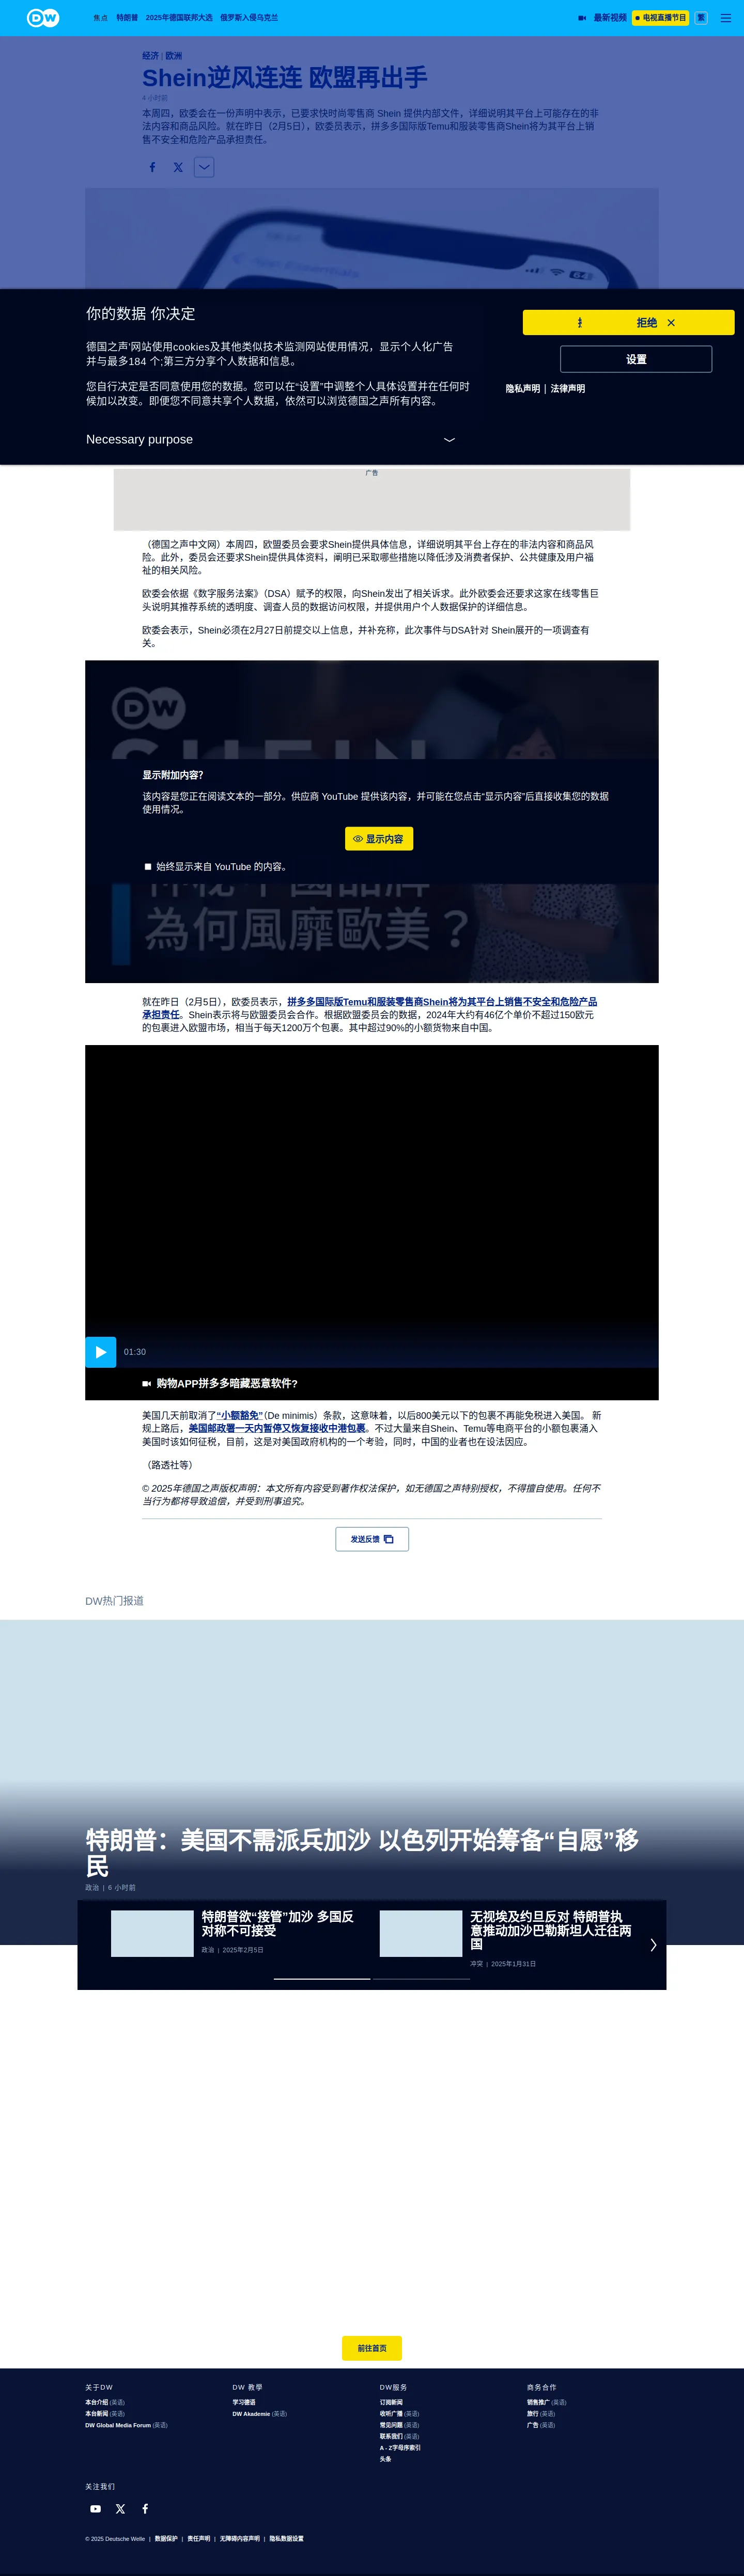 DW
焦点 特朗普 2025年德国联邦大选 俄罗斯入侵乌克兰 最新视频 电视直播节目 繁
经济 | 欧洲
Shein逆风连连 欧盟再出手
4 小时前
本周四，欧委会在一份声明中表示，已要求快时尚零售商 Shein 提供内部文件，详细说明其平台上可能存在的非
法内容和商品风险。就在昨日（2月5日），欧委员表示，拼多多国际版Temu和服装零售商Shein将为其平台上销
售不安全和危险产品承担责任。
App Essentials
64
你的数据 你决定
德国之声'网站使用cookies及其他类似技术监测网站使用情况，显示个人化广告
并与最多184 个;第三方分享个人数据和信息。
您自行决定是否同意使用您的数据。您可以在“设置”中调整个人具体设置并在任何时
候加以改变。即便您不同意共享个人数据，依然可以浏览德国之声所有内容。
Necessary purpose
拒绝
设置
隐私声明 | 法律声明
广告
（德国之声中文网）本周四，欧盟委员会要求Shein提供具体信息，详细说明其平台上存在的非法内容和商品风
险。此外，委员会还要求Shein提供具体资料，阐明已采取哪些措施以降低涉及消费者保护、公共健康及用户福
祉的相关风险。
欧委会依据《数字服务法案》（DSA）赋予的权限，向Shein发出了相关诉求。此外欧委会还要求这家在线零售巨
头说明其推荐系统的透明度、调查人员的数据访问权限，并提供用户个人数据保护的详细信息。
欧委会表示，Shein必须在2月27日前提交以上信息，并补充称，此次事件与DSA针对 Shein展开的一项调查有
关。
DW
SHEIN
显示附加内容？
该内容是您正在阅读文本的一部分。供应商 YouTube 提供该内容，并可能在您点击“显示内容”后直接收集您的数据
使用情况。
显示内容
始终显示来自 YouTube 的内容。
為何風靡歐美？
就在昨日（2月5日），欧委员表示，拼多多国际版Temu和服装零售商Shein将为其平台上销售不安全和危险产品
承担责任。Shein表示将与欧盟委员会合作。根据欧盟委员会的数据，2024年大约有46亿个单价不超过150欧元
的包裹进入欧盟市场，相当于每天1200万个包裹。其中超过90%的小额货物来自中国。
01:30
购物APP拼多多暗藏恶意软件?
美国几天前取消了“小额豁免”（De minimis）条款，这意味着，以后800美元以下的包裹不再能免税进入美国。 新
规上路后，美国邮政署一天内暂停又恢复接收中港包裹。不过大量来自Shein、Temu等电商平台的小额包裹涌入
美国时该如何征税，目前，这是对美国政府机构的一个考验，同时，中国的业者也在设法因应。
（路透社等）
© 2025年德国之声版权声明：本文所有内容受到著作权法保护，如无德国之声特别授权，不得擅自使用。任何不
当行为都将导致追偿，并受到刑事追究。
发送反馈
DW热门报道
特朗普：美国不需派兵加沙 以色列开始筹备“自愿”移
民
政治 | 6 小时前
特朗普欲“接管”加沙 多国反
对称不可接受
政治 | 2025年2月5日
无视埃及约旦反对 特朗普执
意推动加沙巴勒斯坦人迁往两
国
冲突 | 2025年1月31日
前往首页
关于DW
本台介绍 (英语)
本台新闻 (英语)
DW Global Media Forum (英语)
DW 教學
学习德语
DW Akademie (英语)
DW服务
订阅新闻
收听广播 (英语)
常见问题 (英语)
联系我们 (英语)
A - Z字母序索引
头条
商务合作
销售推广 (英语)
旅行 (英语)
广告 (英语)
关注我们
© 2025 Deutsche Welle | 数据保护 | 责任声明 | 无障碍内容声明 | 隐私数据设置